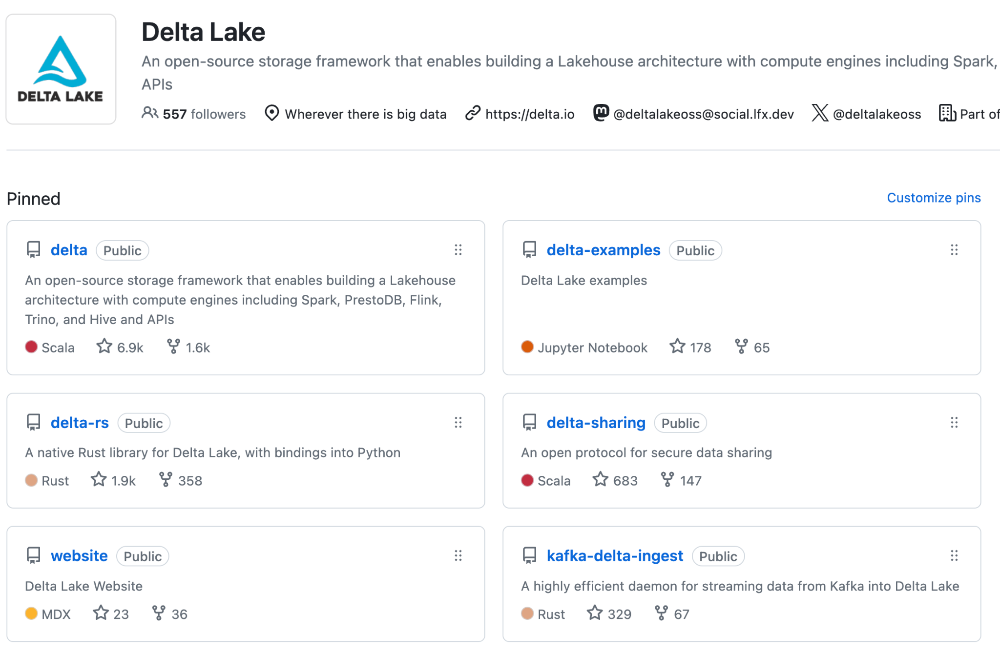 DELTA LAKE
Delta Lake
An open-source storage framework that enables building a Lakehouse architecture with compute engines including Spark,
APIs
557 followers Wherever there is big data https://delta.io @deltalakeoss@social.lfx.dev @deltalakeoss Part of
Pinned Customize pins
delta Public
An open-source storage framework that enables building a Lakehouse
architecture with compute engines including Spark, PrestoDB, Flink,
Trino, and Hive and APIs
Scala 6.9k 1.6k
delta-examples Public
Delta Lake examples
Jupyter Notebook 178 65
delta-rs Public
A native Rust library for Delta Lake, with bindings into Python
Rust 1.9k 358
delta-sharing Public
An open protocol for secure data sharing
Scala 683 147
website Public
Delta Lake Website
MDX 23 36
kafka-delta-ingest Public
A highly efficient daemon for streaming data from Kafka into Delta Lake
Rust 329 67